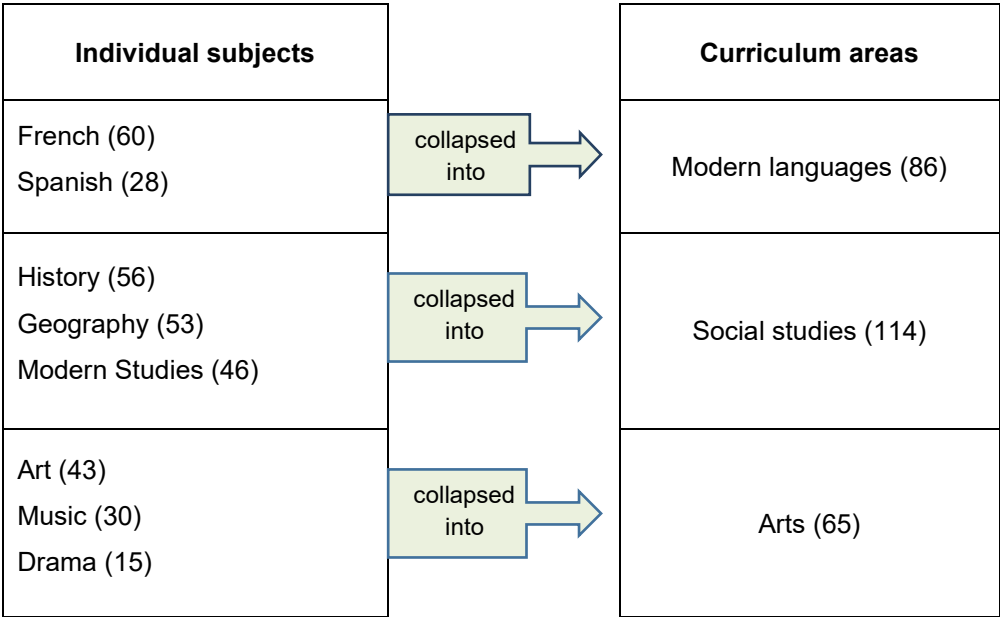 Individual subjects
Curriculum areas
French (60)
Spanish (28)
collapsed
into
Modern languages (86)
History (56)
Geography (53)
Modern Studies (46)
collapsed
into
Social studies (114)
Art (43)
Music (30)
Drama (15)
collapsed
into
Arts (65)